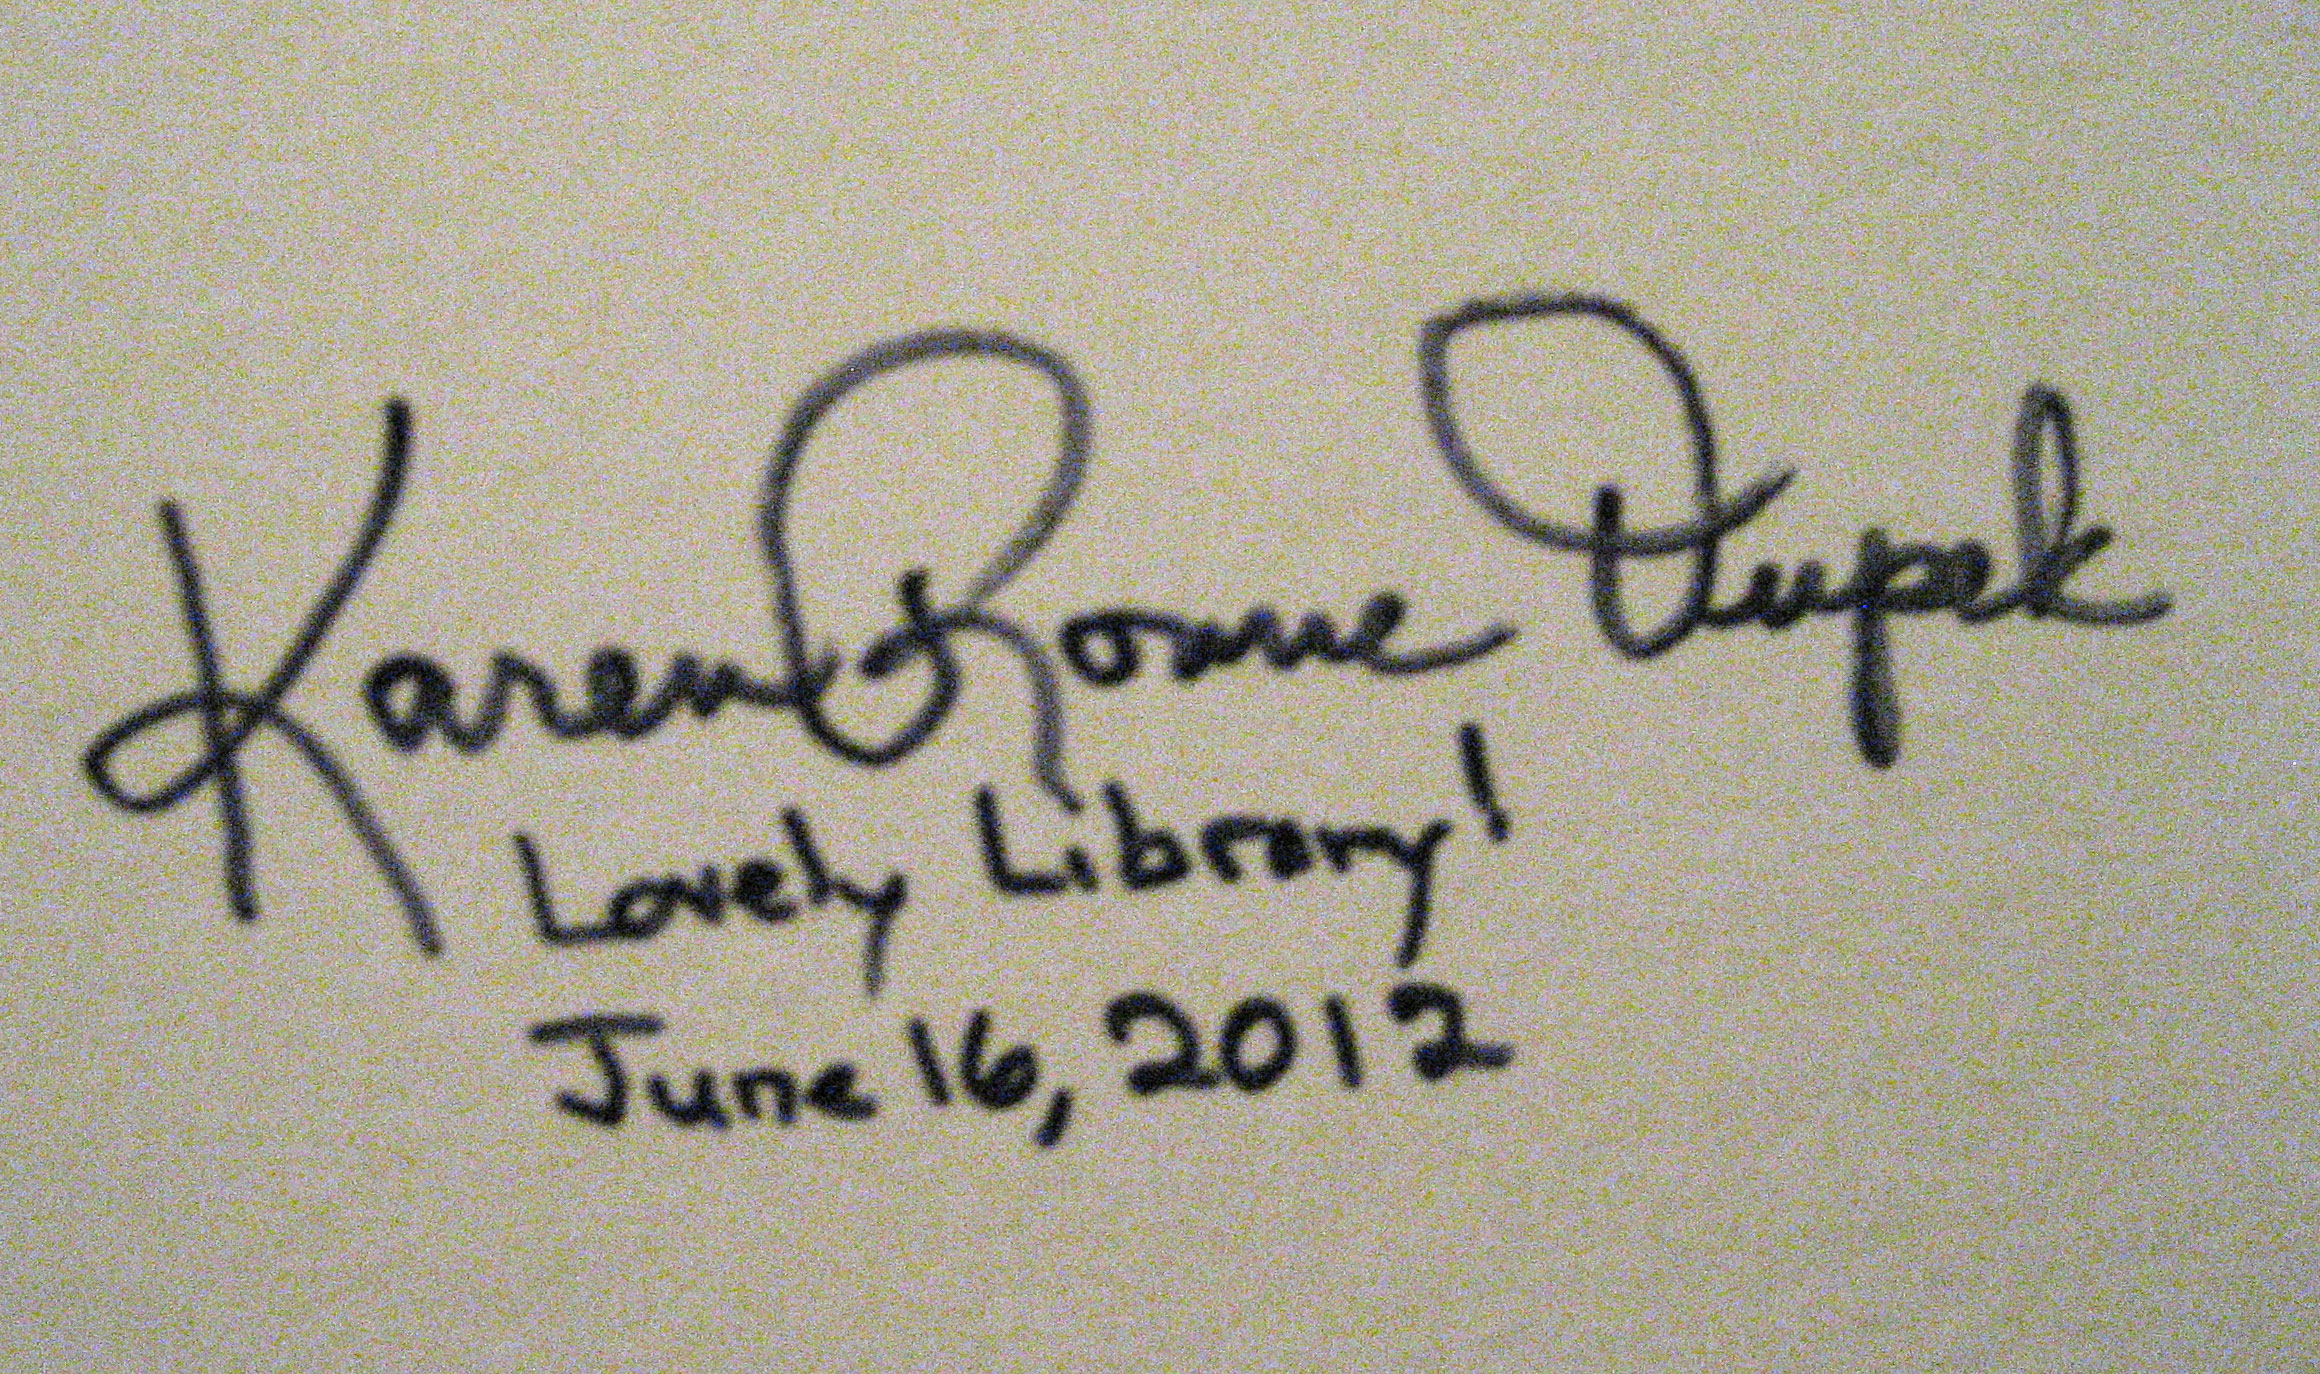 Karen
Lovely Library!
June 16, 2012